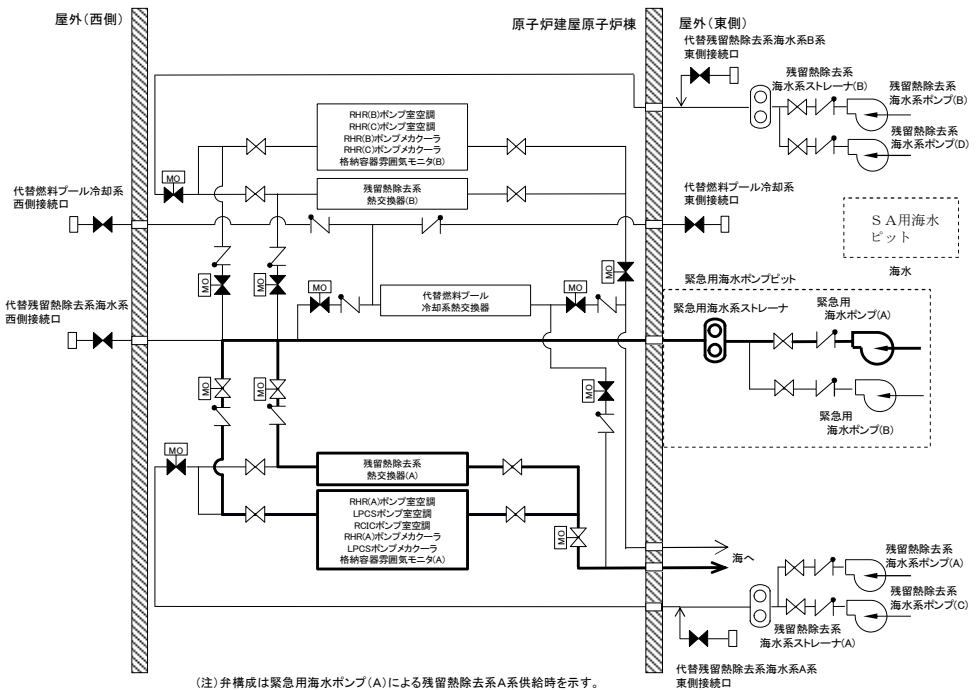 屋外(西側)
原子炉建屋原子炉棟
屋外(東側)
代替残留熱除去系海水系B系
東側接続口
残留熱除去系
海水系ストレーナ(B)
残留熱除去系
海水系ポンプ(B)
残留熱除去系
海水系ポンプ(D)
RHR(B)ポンプ室空調
RHR(C)ポンプ室空調
RHR(B)ポンプメカクーラ
RHR(C)ポンプメカクーラ
格納容器雰囲気モニタ(B)
MO
残留熱除去系
熱交換器(B)
代替燃料プール冷却系
西側接続口
代替燃料プール冷却系
東側接続口
SA用海水
ピット
海水
MO
MO
MO
MO
MO
代替燃料プール
冷却系熱交換器
代替残留熱除去系海水系
西側接続口
緊急用海水ポンプピット
緊急用海水系ストレーナ
緊急用
海水ポンプ(A)
緊急用
海水ポンプ(B)
MO
MO
MO
MO
残留熱除去系
熱交換器(A)
RHR(A)ポンプ室空調
LPCSポンプ室空調
RCICポンプ室空調
RHR(A)ポンプメカクーラ
LPCSポンプメカクーラ
格納容器雰囲気モニタ(A)
MO
海へ
残留熱除去系
海水系ポンプ(A)
残留熱除去系
海水系ポンプ(C)
残留熱除去系
海水系ストレーナ(A)
代替残留熱除去系海水系A系
東側接続口
(注)弁構成は緊急用海水ポンプ(A)による残留熱除去系A系供給時を示す。